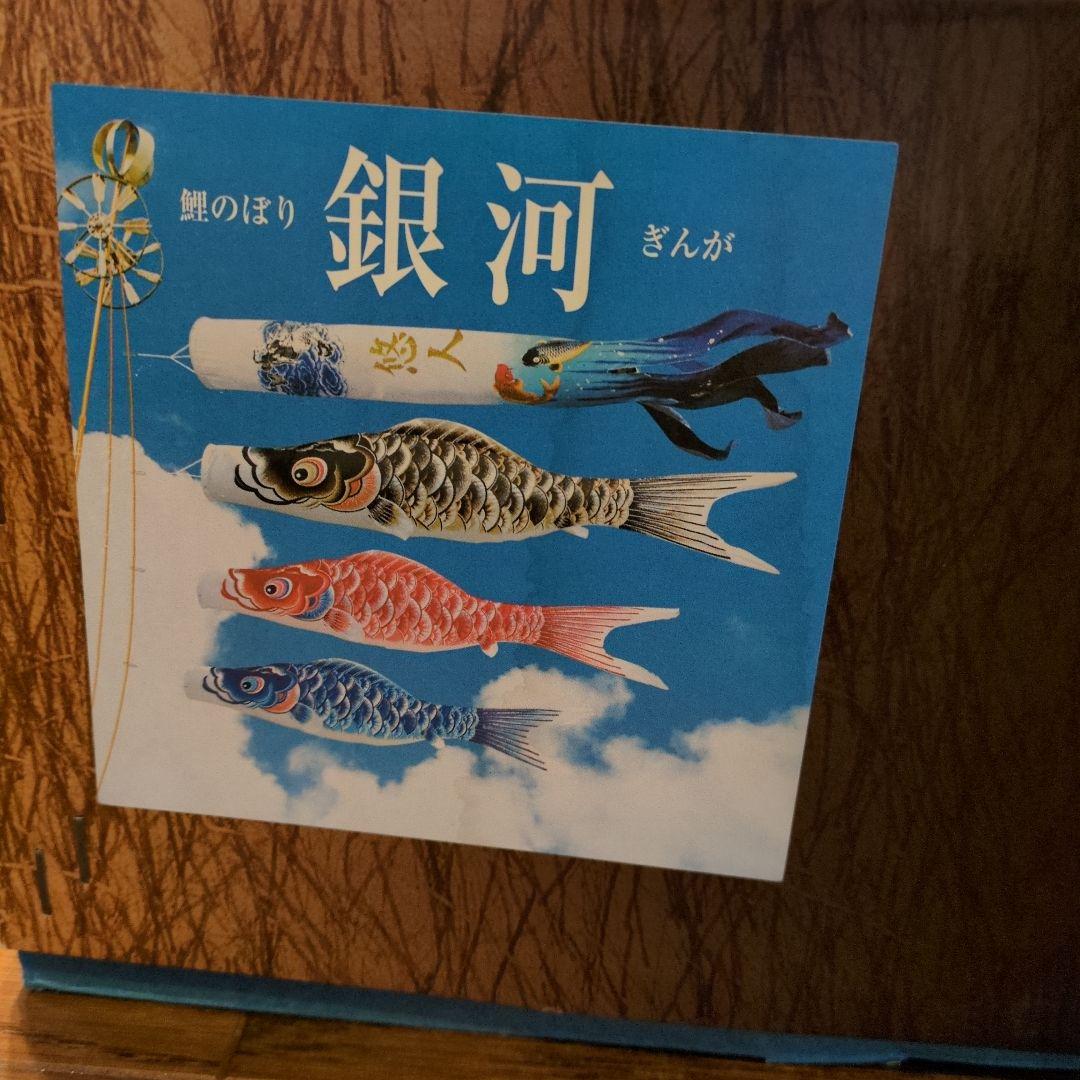 鯉のぼり 銀河 ぎんが
悠人